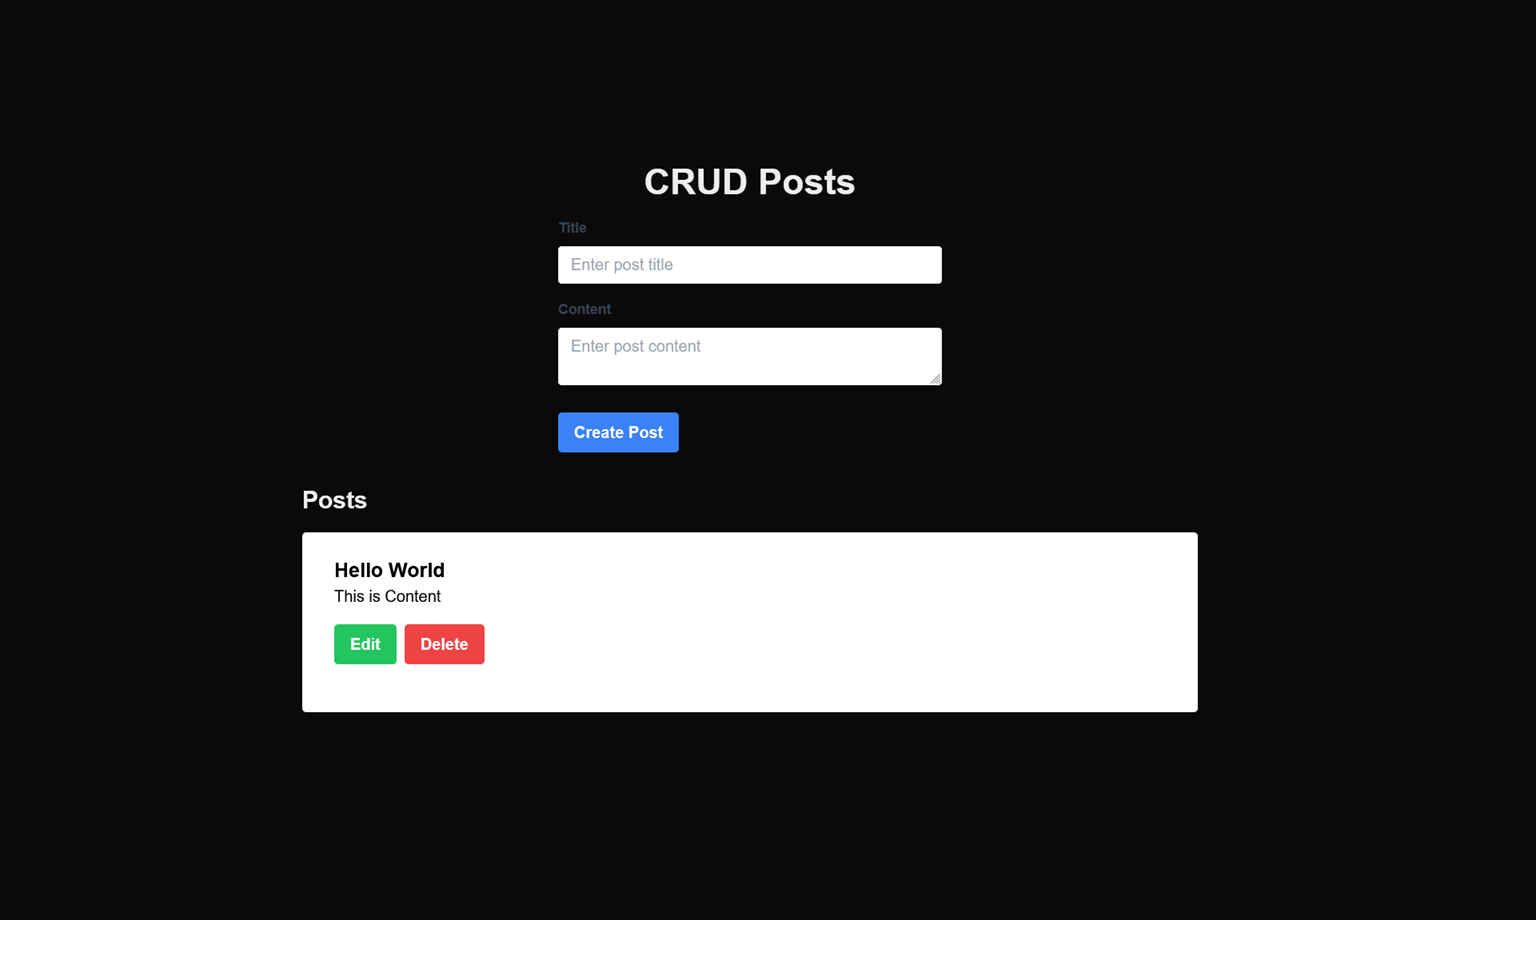 CRUD Posts
Title
Enter post title
Content
Enter post content
Create Post
Posts
Hello World
This is Content
Edit Delete